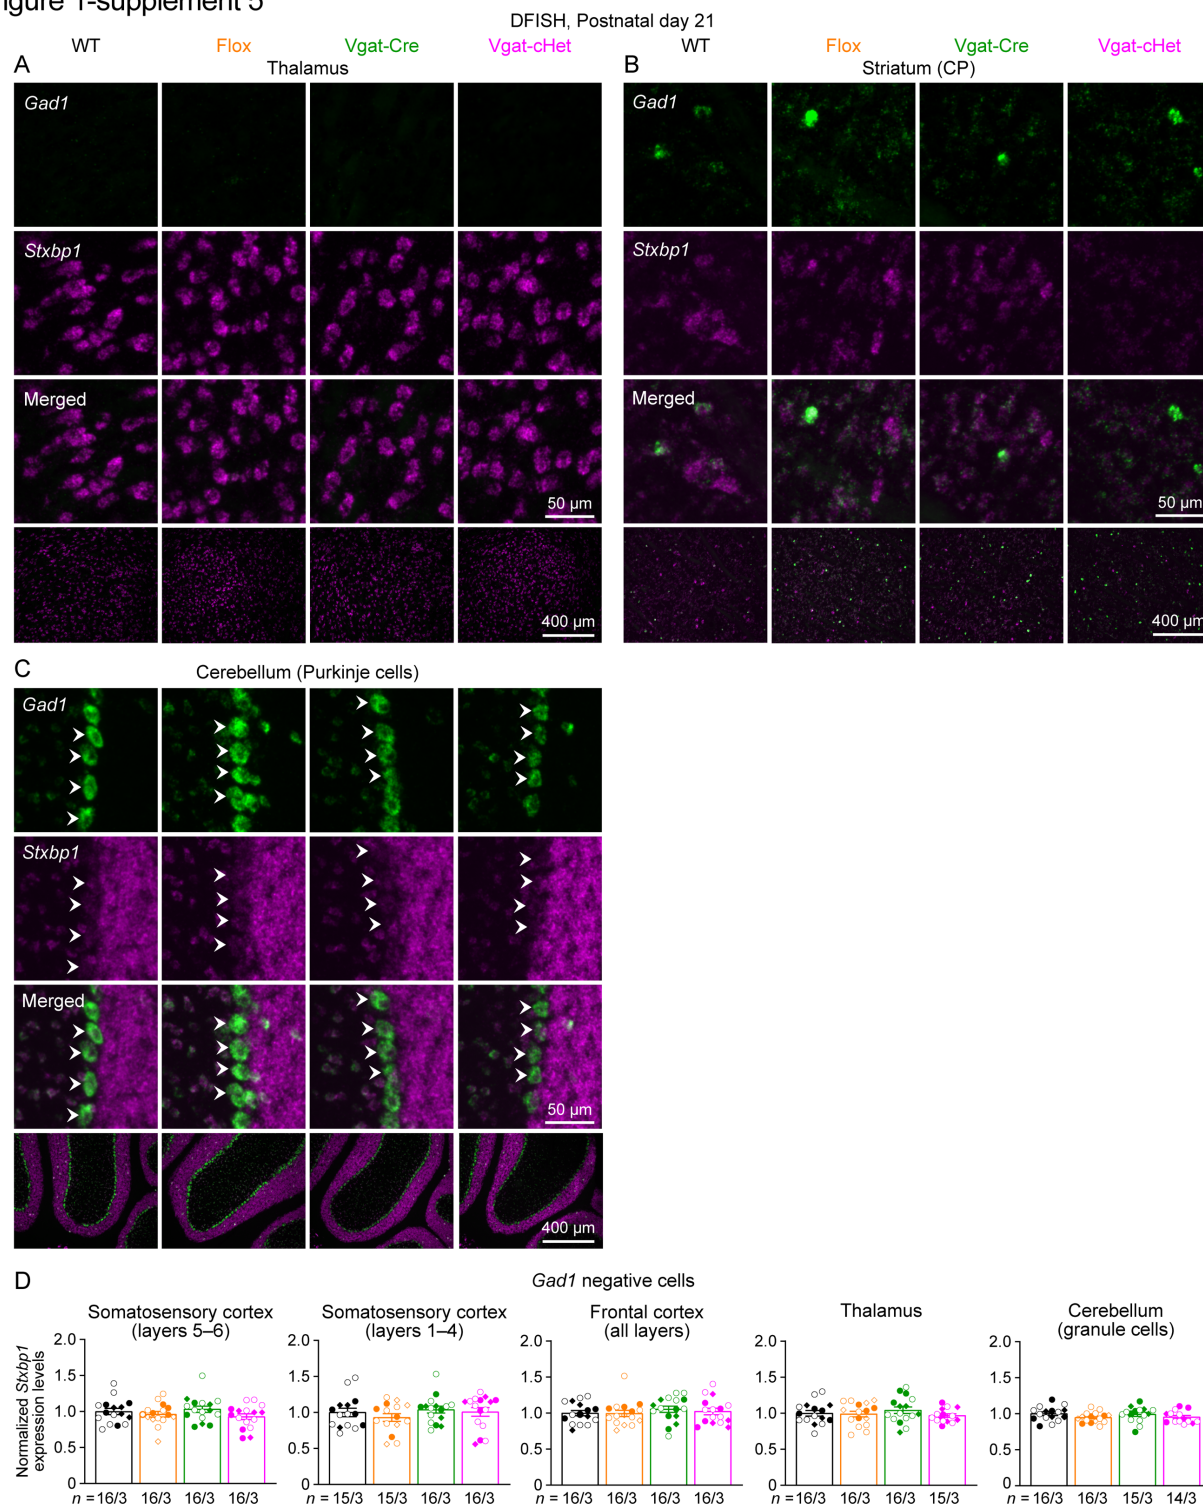 igure 1-supplement 5
DFISH, Postnatal day 21
WT Flox Vgat-Cre Vgat-cHet WT Flox Vgat-Cre Vgat-cHet
A Thalamus B Striatum (CP)
Gad1 Gad1
Stxbp1 Stxbp1
Merged Merged
50 µm 50 µm
400 µm 400 µm
C Cerebellum (Purkinje cells)
Gad1
Stxbp1
Merged
50 µm
400 µm
D Gad1 negative cells
Normalized Stxbp1
expression levels
Somatosensory cortex
(layers 5–6)
2.0
1.5
1.0
0.5
0
n = 16/3 16/3 16/3 16/3
Somatosensory cortex
(layers 1–4)
2.0
1.5
1.0
0.5
0
n = 15/3 15/3 16/3 16/3
Frontal cortex
(all layers)
2.0
1.5
1.0
0.5
0
n = 16/3 16/3 16/3 16/3
Thalamus
2.0
1.5
1.0
0.5
0
n = 16/3 16/3 16/3 15/3
Cerebellum
(granule cells)
2.0
1.5
1.0
0.5
0
n = 16/3 16/3 15/3 14/3